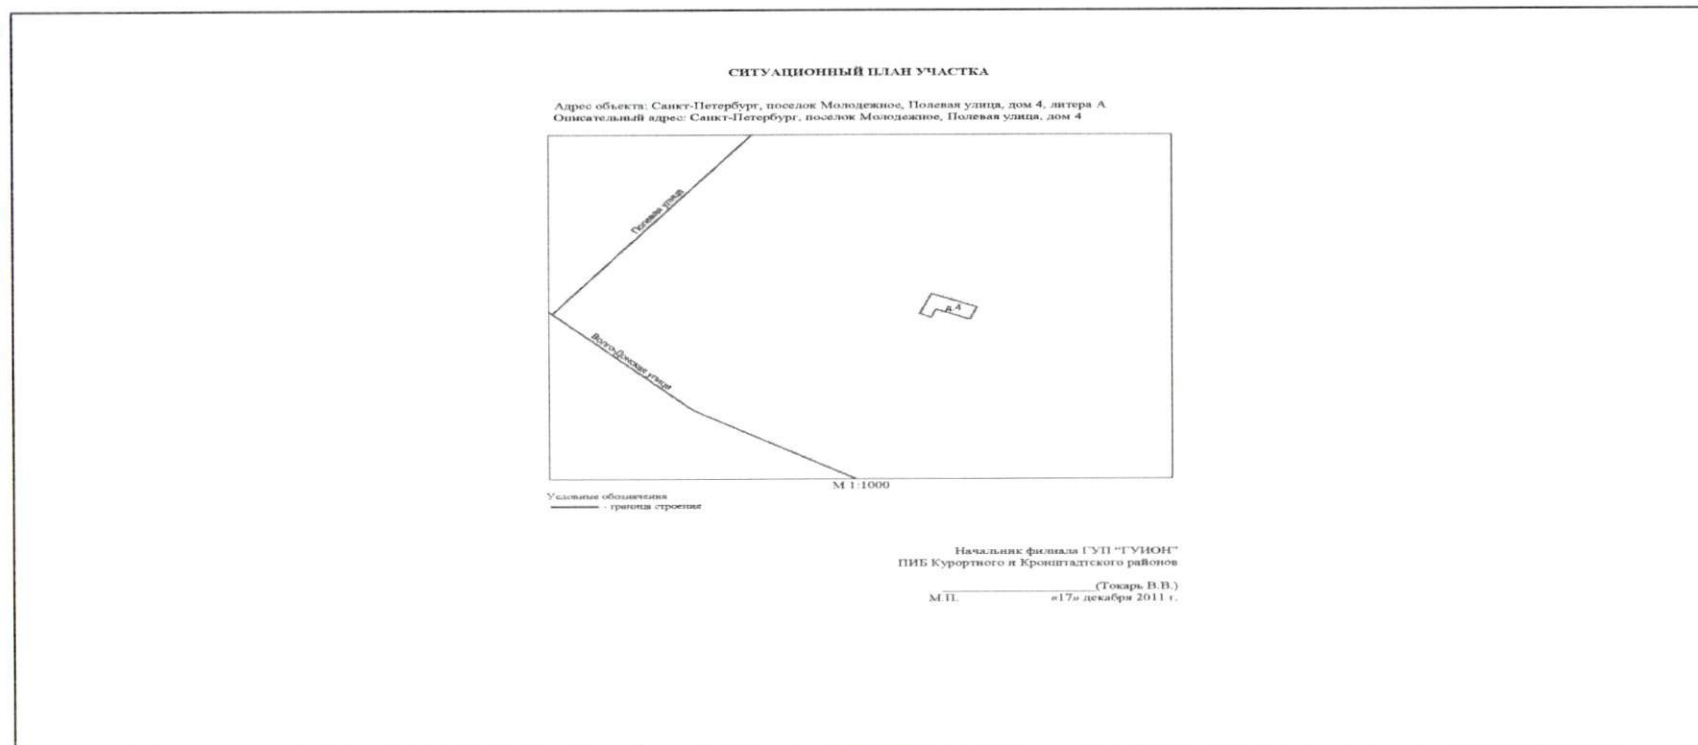 СИТУАЦИОННЫЙ ПЛАН УЧАСТКА
Адрес объекта: Санкт-Петербург, поселок Молодежное, Полевая улица, дом 4, литера А
Описательный адрес: Санкт-Петербург, поселок Молодежное, Полевая улица, дом 4
Полевая улица
д.4
Волго-Донская улица
М 1:1000
Условные обозначения
- граница строения
Начальник филиала ГУП "ГУИОН"
ПИБ Курортного и Кронштадтского районов
(Токарь В.В.)
М.П. «17» декабря 2011 г.